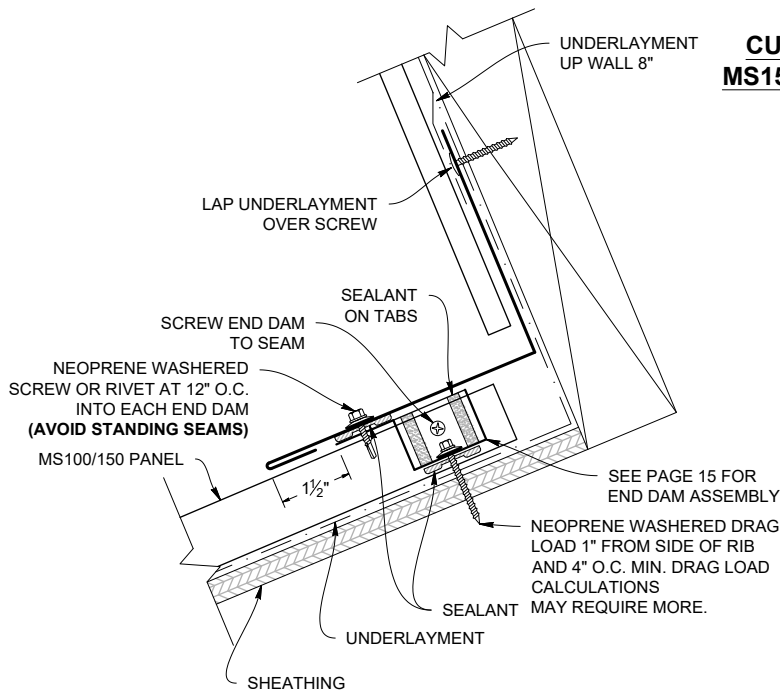 UNDERLAYMENT
UP WALL 8"
CU
MS15
LAP UNDERLAYMENT
OVER SCREW
SEALANT
ON TABS
SCREW END DAM
TO SEAM
NEOPRENE WASHERED
SCREW OR RIVET AT 12" O.C.
INTO EACH END DAM
(AVOID STANDING SEAMS)
MS100/150 PANEL
1½"
SEE PAGE 15 FOR
END DAM ASSEMBLY
NEOPRENE WASHERED DRAG
LOAD 1" FROM SIDE OF RIB
AND 4" O.C. MIN. DRAG LOAD
CALCULATIONS
MAY REQUIRE MORE.
SEALANT
UNDERLAYMENT
SHEATHING